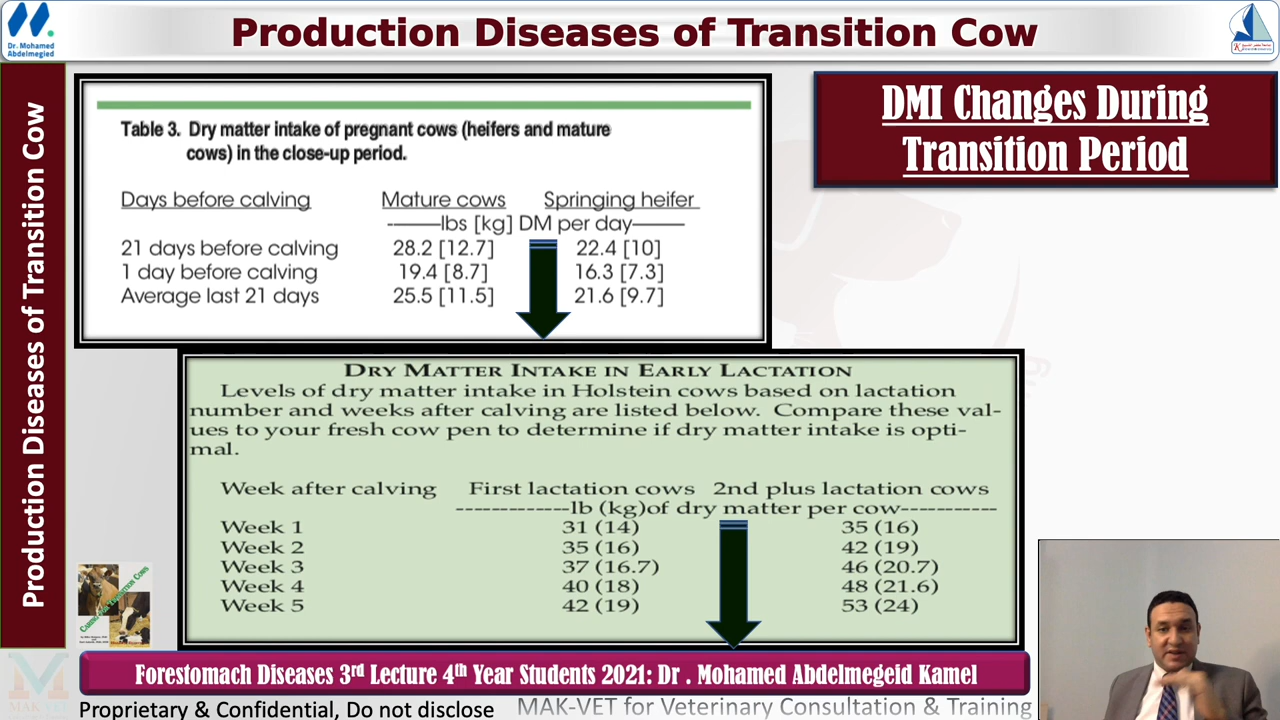 Production Diseases of Transition Cow
Dr. Mohamed
Abdelmegied
Production Diseases of Transition Cow
DMI Changes During
Transition Period
Table 3. Dry matter intake of pregnant cows (heifers and mature
cows) in the close-up period.
Days before calving Mature cows Springing heifer
-——lbs [kg] DM per day——
21 days before calving 28.2 [12.7] 22.4 [10]
1 day before calving 19.4 [8.7] 16.3 [7.3]
Average last 21 days 25.5 [11.5] 21.6 [9.7]
DRY MATTER INTAKE IN EARLY LACTATION
Levels of dry matter intake in Holstein cows based on lactation
number and weeks after calving are listed below. Compare these val-
ues to your fresh cow pen to determine if dry matter intake is opti-
mal.
Week after calving First lactation cows 2nd plus lactation cows
-------------lb (kg)of dry matter per cow-----------
Week 1 31 (14) 35 (16)
Week 2 35 (16) 42 (19)
Week 3 37 (16.7) 46 (20.7)
Week 4 40 (18) 48 (21.6)
Week 5 42 (19) 53 (24)
CARING FOR TRANSITION COWS
Forestomach Diseases 3rd Lecture 4th Year Students 2021: Dr . Mohamed Abdelmegeid Kamel
MAK-VET
Proprietary & Confidential, Do not disclose
MAK-VET for Veterinary Consultation & Training